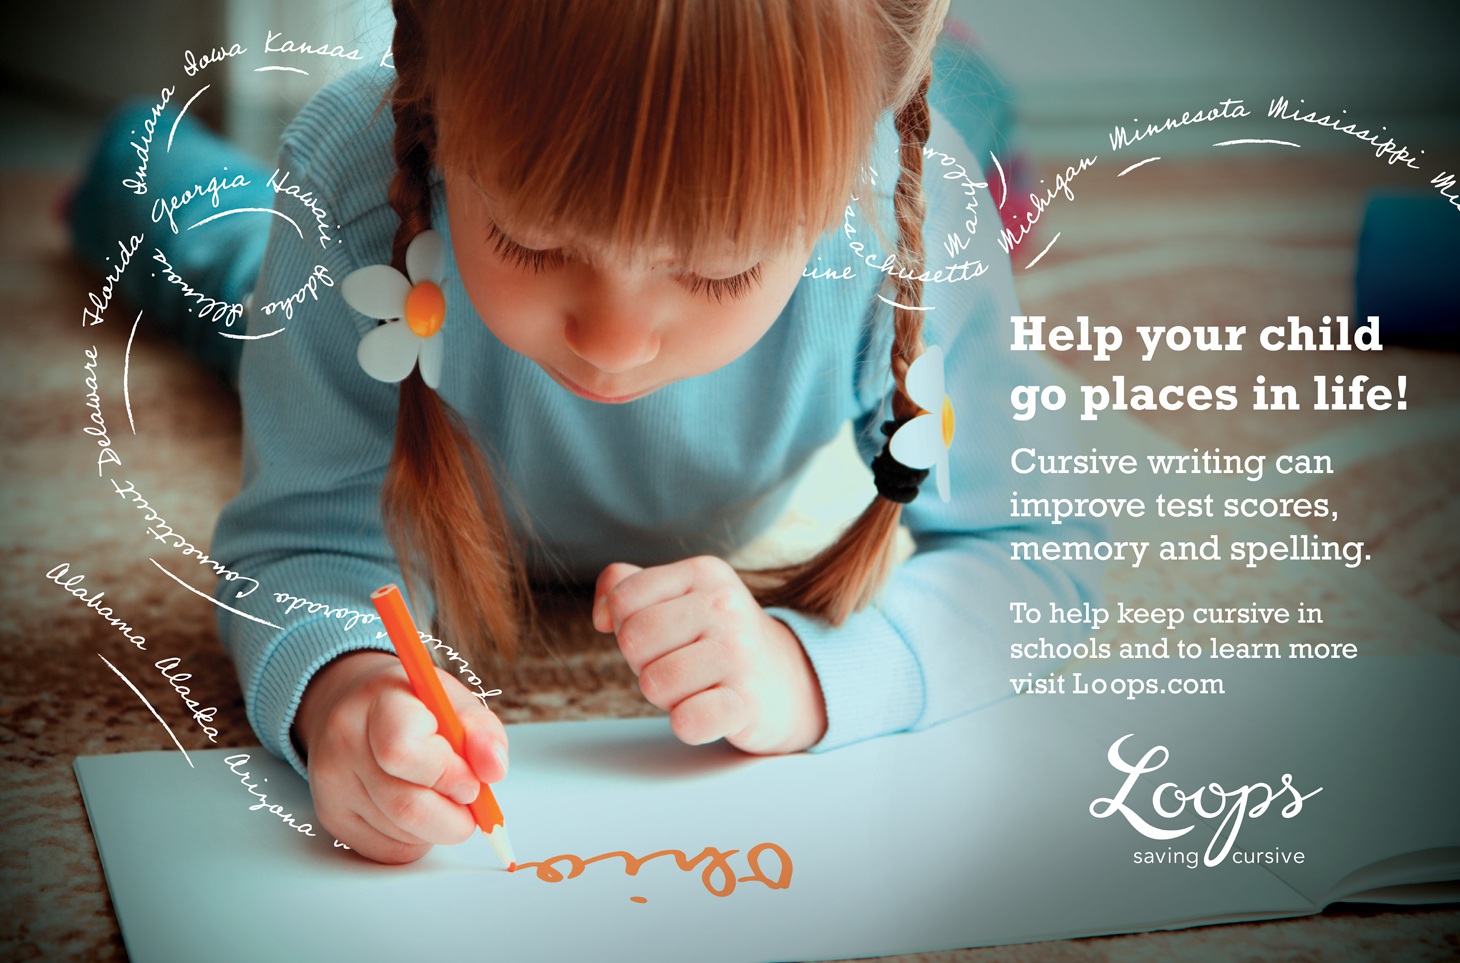 Alabama Alaska Arizona
Colorado Connecticut Delaware Florida Georgia Hawaii Idaho Illinois Indiana Iowa Kansas
Maryland Massachusetts Michigan Minnesota Mississippi
Help your child
go places in life!
Cursive writing can
improve test scores,
memory and spelling.
To help keep cursive in
schools and to learn more
visit Loops.com
Loops
saving cursive
Ohio